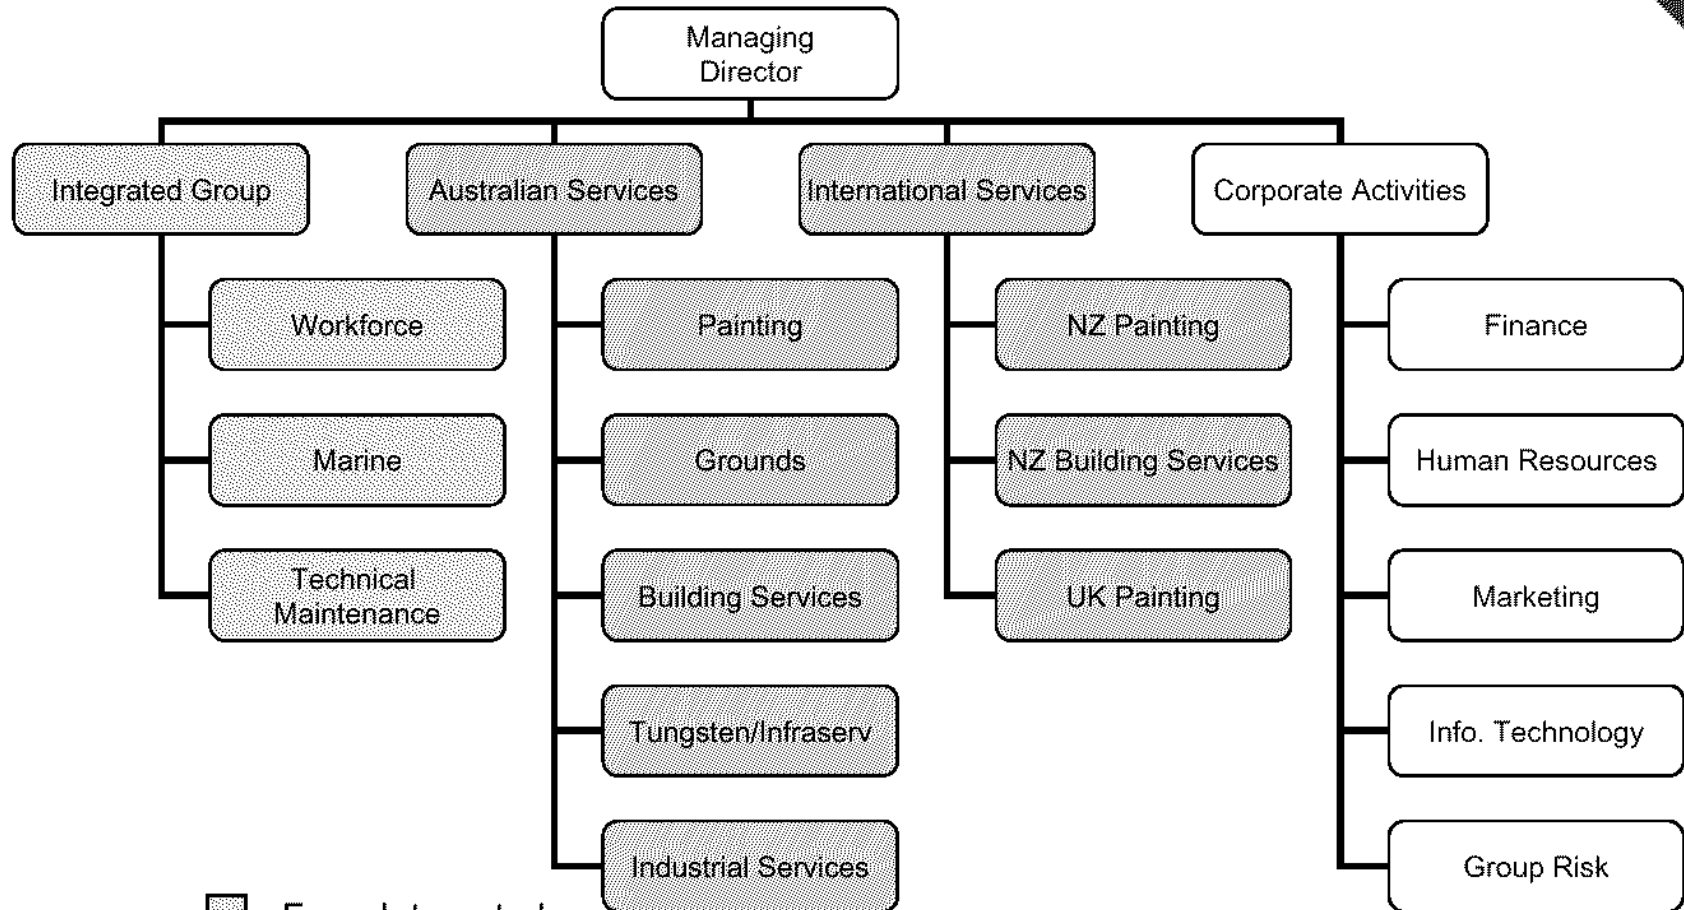 Managing
Director
Integrated Group
Australian Services
International Services
Corporate Activities
Workforce
Painting
NZ Painting
Finance
Marine
Grounds
NZ Building Services
Human Resources
Technical
Maintenance
Building Services
UK Painting
Marketing
Tungsten/Infraserv
Info. Technology
Industrial Services
Group Risk